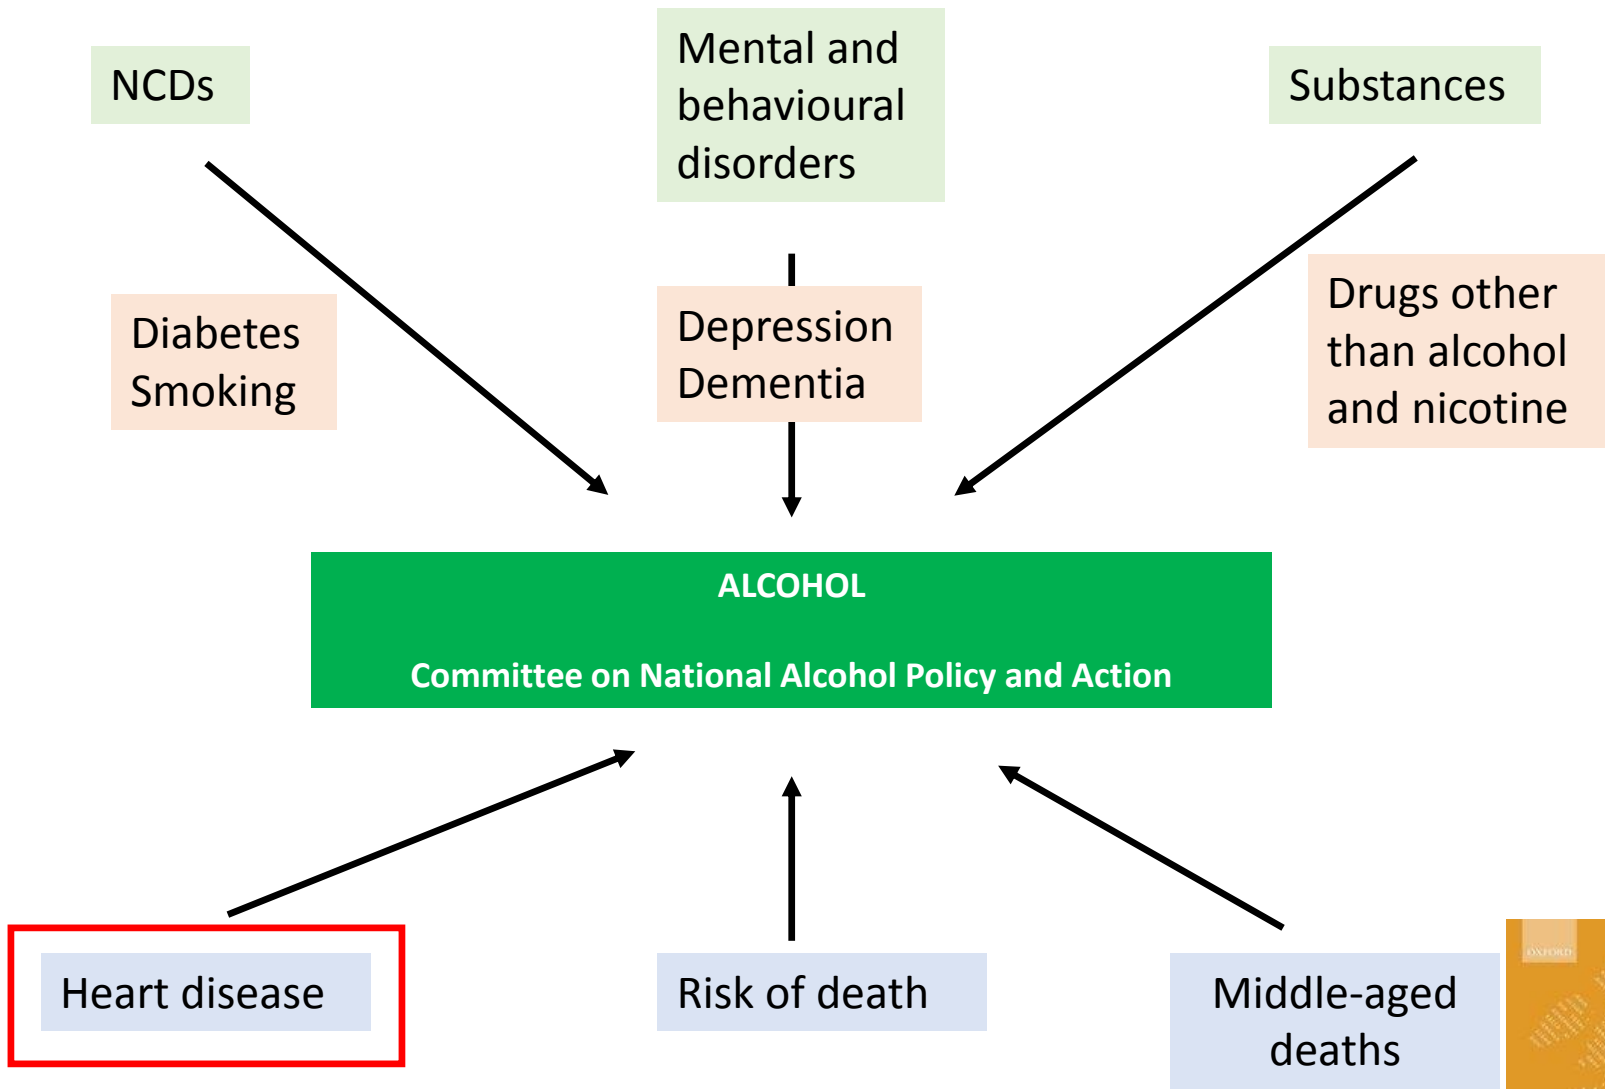 NCDs
Mental and
behavioural
disorders
Substances
Diabetes
Smoking
Depression
Dementia
Drugs other
than alcohol
and nicotine
ALCOHOL
Committee on National Alcohol Policy and Action
Heart disease
Risk of death
Middle-aged
deaths
OXFORD